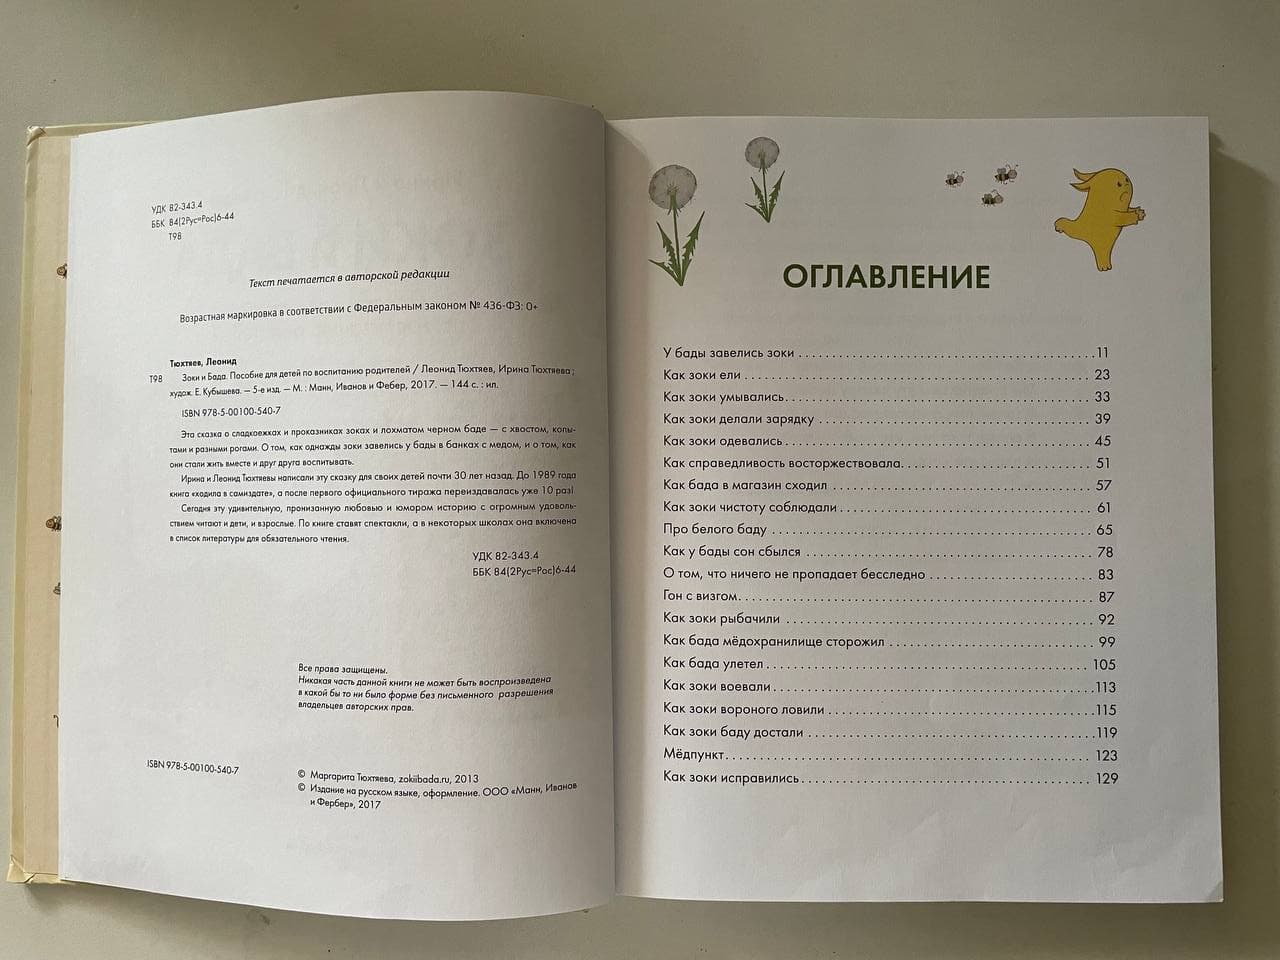 УДК 82-343.4
ББК 84(2Рус=Рос)6-44
Т98
Текст печатается в авторской редакции
Возрастная маркировка в соответствии с Федеральным законом № 436-ФЗ: 0+
Тюхтяев, Леонид
Т98 Зоки и Бада. Пособие для детей по воспитанию родителей / Леонид Тюхтяев, Ирина Тюхтяева ;
худож. Е. Кубышева. — 5-е изд. — М. : Манн, Иванов и Фебер, 2017. — 144 с. : ил.
ISBN 978-5-00100-540-7
Эта сказка о сладкоежках и проказниках зоках и лохматом черном баде — с хвостом, копы-
тами и разными рогами. О том, как однажды зоки завелись у бады в банках с медом, и о том, как
они стали жить вместе и друг друга воспитывать.
Ирина и Леонид Тюхтяевы написали эту сказку для своих детей почти 30 лет назад. До 1989 года
книга «ходила в самиздате», а после первого официального тиража переиздавалась уже 10 раз!
Сегодня эту удивительную, пронизанную любовью и юмором историю с огромным удоволь-
ствием читают и дети, и взрослые. По книге ставят спектакли, а в некоторых школах она включена
в список литературы для обязательного чтения.
УДК 82-343.4
ББК 84(2Рус=Рос)6-44
Все права защищены.
Никакая часть данной книги не может быть воспроизведена
в какой бы то ни было форме без письменного разрешения
владельцев авторских прав.
ISBN 978-5-00100-540-7
© Маргарита Тюхтяева, zokiibada.ru, 2013
© Издание на русском языке, оформление. ООО «Манн, Иванов
и Фербер», 2017
ОГЛАВЛЕНИЕ
У бады завелись зоки 11
Как зоки ели 23
Как зоки умывались 33
Как зоки делали зарядку 39
Как зоки одевались 45
Как справедливость восторжествовала 51
Как бада в магазин сходил 57
Как зоки чистоту соблюдали 61
Про белого баду 65
Как у бады сон сбылся 78
О том, что ничего не пропадает бесследно 83
Гон с визгом 87
Как зоки рыбачили 92
Как бада мёдохранилище сторожил 99
Как бада улетел 105
Как зоки воевали 113
Как зоки вороного ловили 115
Как зоки баду достали 119
Мёдпункт 123
Как зоки исправились 129